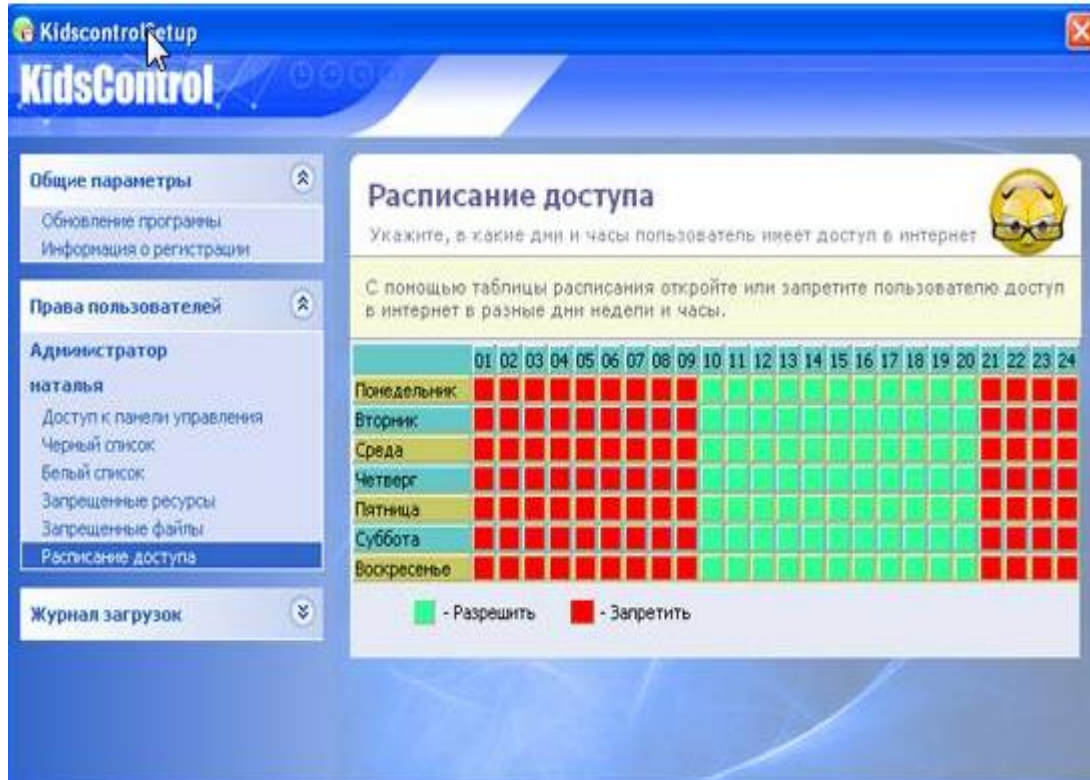 KidscontrolSetup
KidsControl
Общие параметры
Обновление программы
Информация о регистрации
Права пользователей
Администратор
наталья
Доступ к панели управления
Черный список
Белый список
Запрещенные ресурсы
Запрещенные файлы
Расписание доступа
Журнал загрузок
Расписание доступа
Укажите, в какие дни и часы пользователь имеет доступ в интернет
С помощью таблицы расписания откройте или запретите пользователю доступ
в интернет в разные дни недели и часы.
01 02 03 04 05 06 07 08 09 10 11 12 13 14 15 16 17 18 19 20 21 22 23 24
Понедельник
Вторник
Среда
Четверг
Пятница
Суббота
Воскресенье
- Разрешить - Запретить